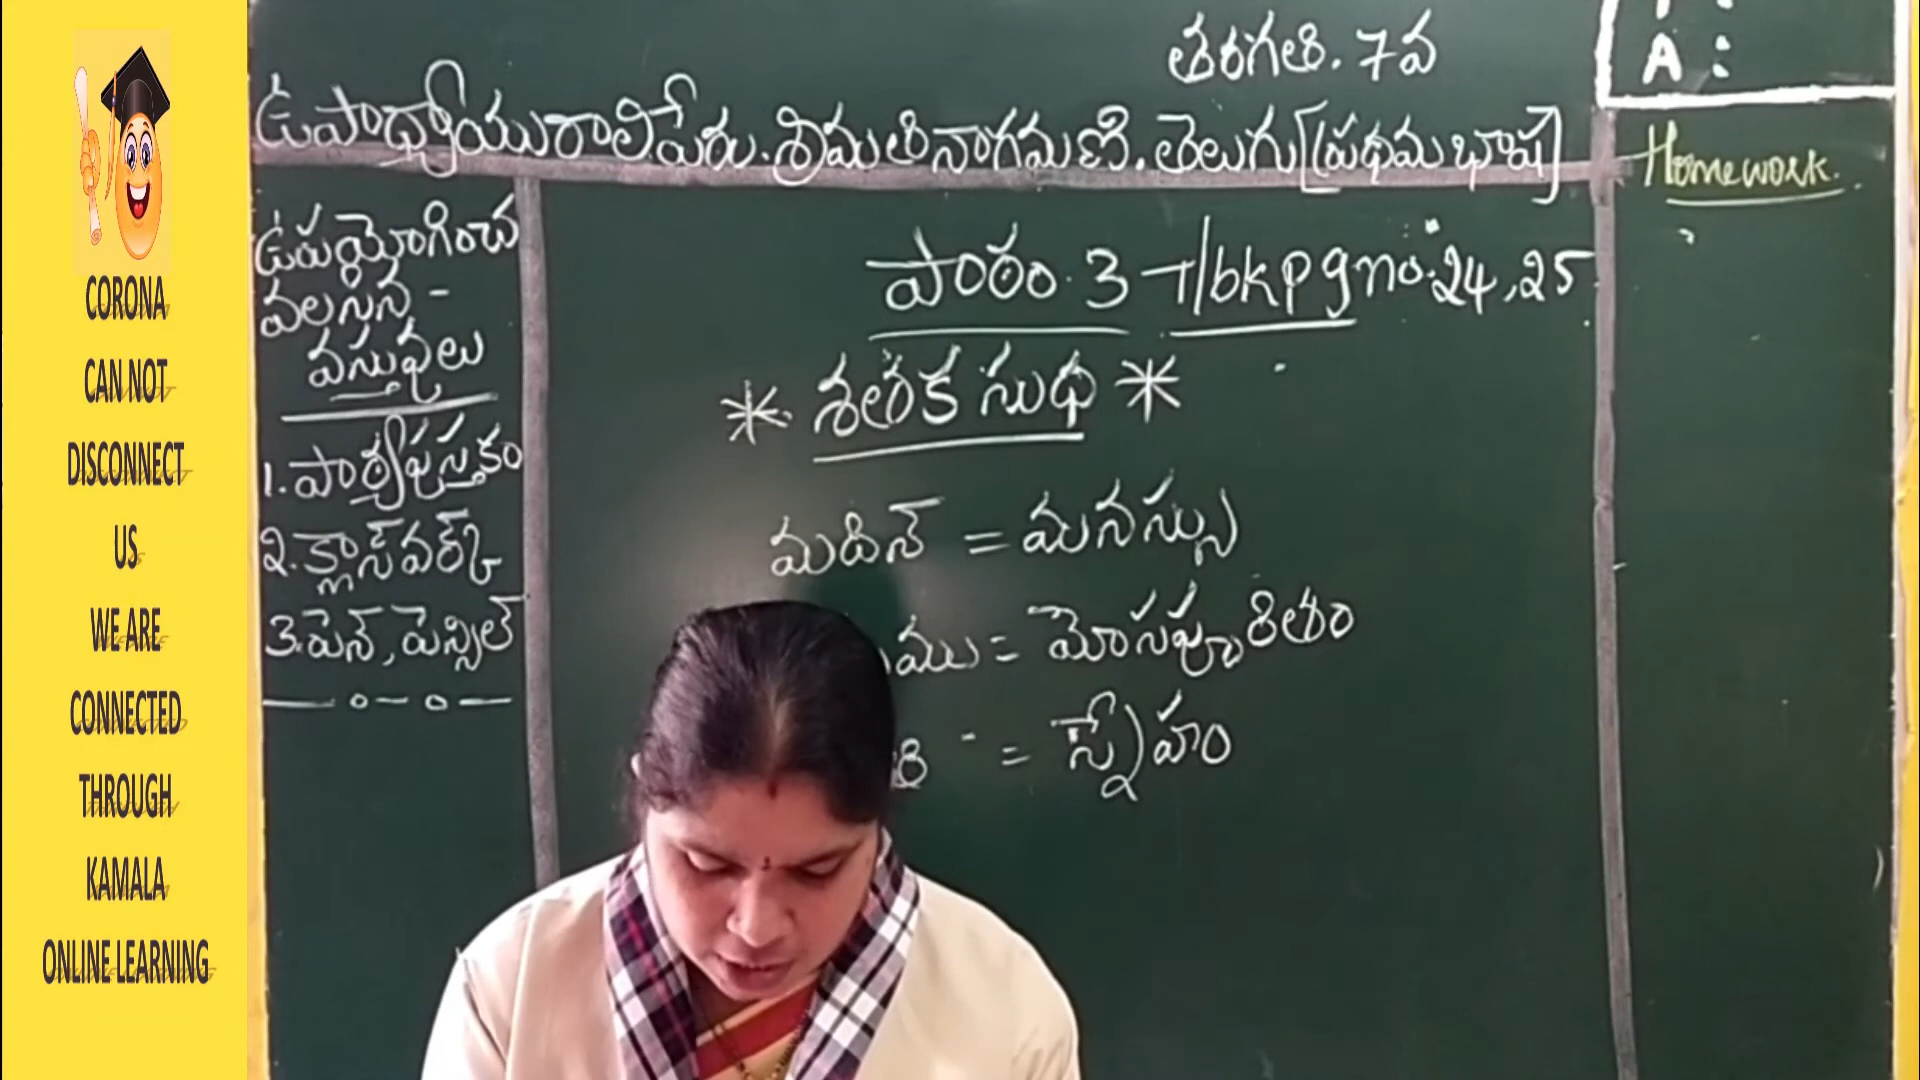 CORONA
CAN NOT
DISCONNECT
US
WE ARE
CONNECTED
THROUGH
KAMALA
ONLINE LEARNING
తరగతి. 7వ
ఉపాధ్యాయురాలి పేరు. శ్రీమతి నాగమణి. తెలుగు [ప్రథమ భాష]
ఉపయోగించ
వలసిన -
వస్తువులు
1. పాఠ్యపుస్తకం
2. క్లాస్ వర్క్
3. పెన్, పెన్సిల్
పాఠం. 3 - T/bk pg no. 24, 25
* శతక సుధ *
మదిన్ = మనస్సు
ము = మోసపూరితం
= స్నేహం
A :
Homework.